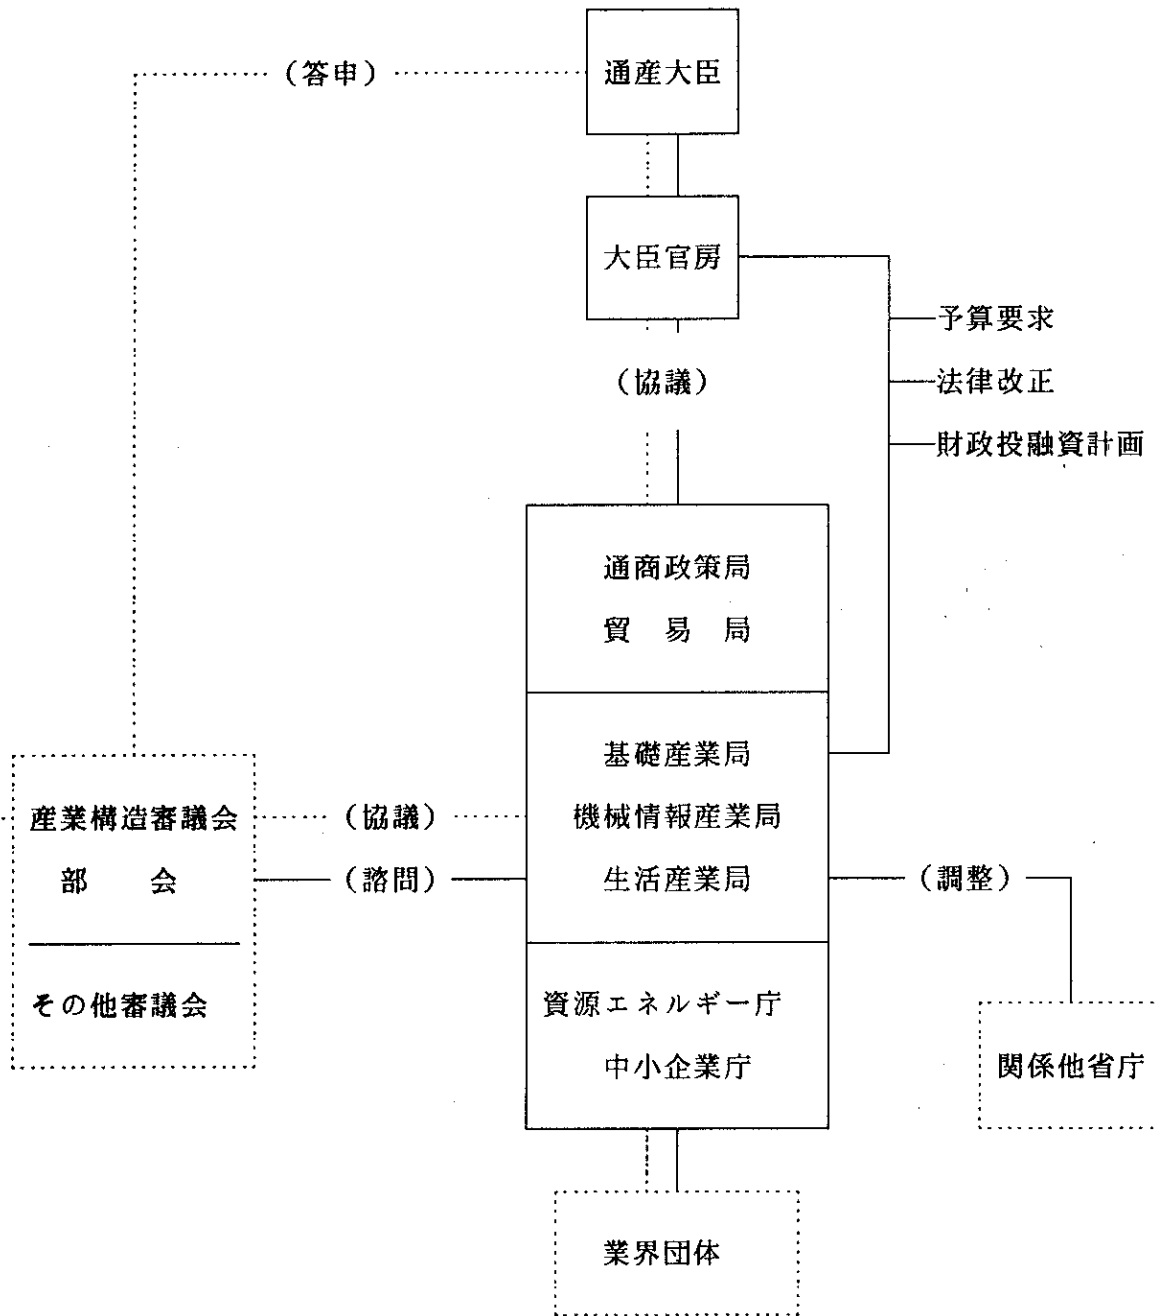 （答申）
通産大臣
大臣官房
予算要求
（協議）
法律改正
財政投融資計画
通商政策局
貿　易　局
基礎産業局
産業構造審議会
（協議）
機械情報産業局
部　　会
（諮問）
生活産業局
（調整）
その他審議会
資源エネルギー庁
中小企業庁
関係他省庁
業界団体